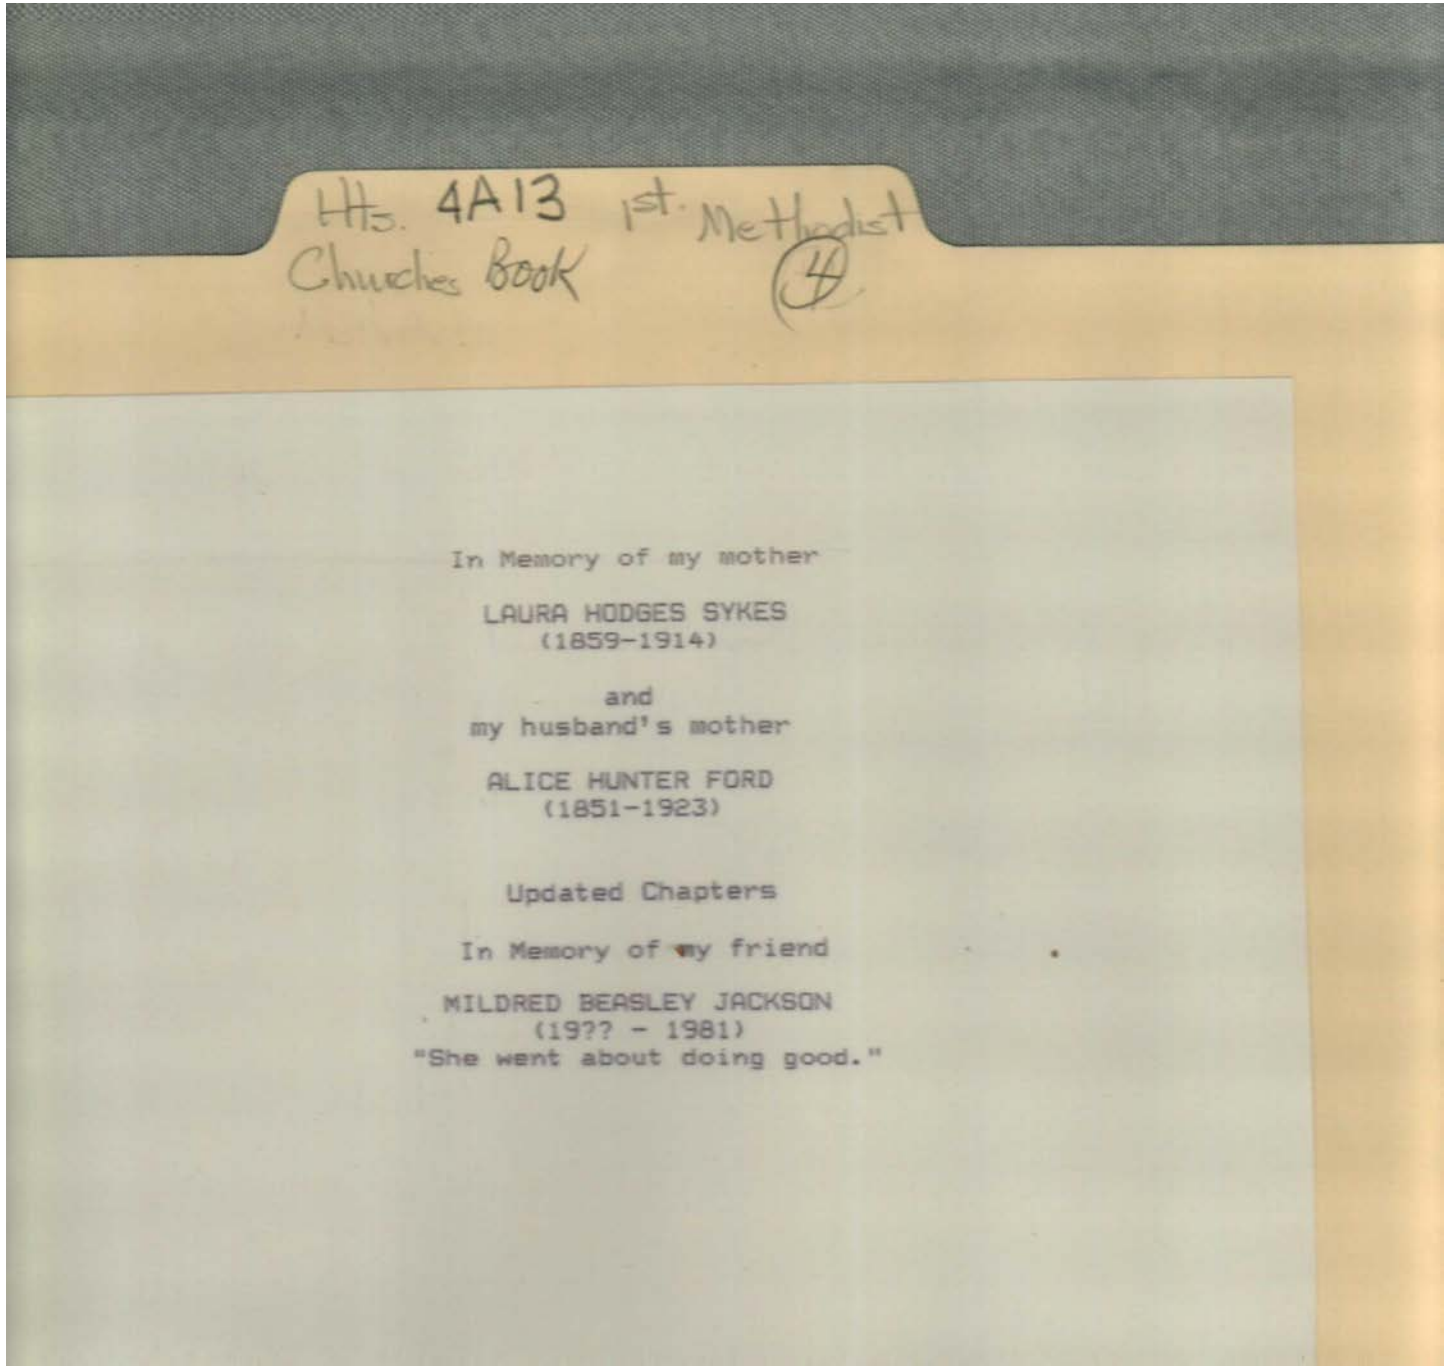 Hts. 4A13 1st. Methodist
Churches Book 4
In Memory of my mother
LAURA HODGES SYKES
(1859-1914)
and
my husband's mother
ALICE HUNTER FORD
(1851-1923)
Updated Chapters
In Memory of my friend
MILDRED BEASLEY JACKSON
(19?? - 1981)
"She went about doing good."